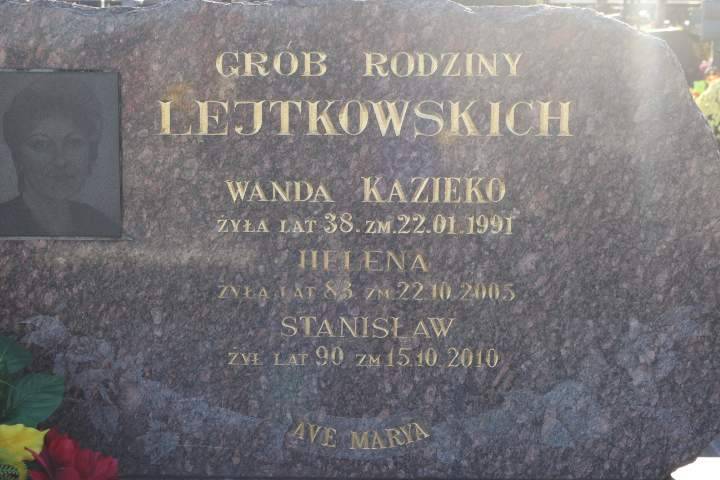 GRÓB RODZINY
LEJTKOWSKICH
WANDA KAZIEKO
ŻYŁA LAT 38. ZM. 22.01.1991
HELENA
ŻYŁA LAT 83 ZM 22.10.2005
STANISŁAW
ŻYŁ LAT 90 ZM 15.10.2010
AVE MARYA